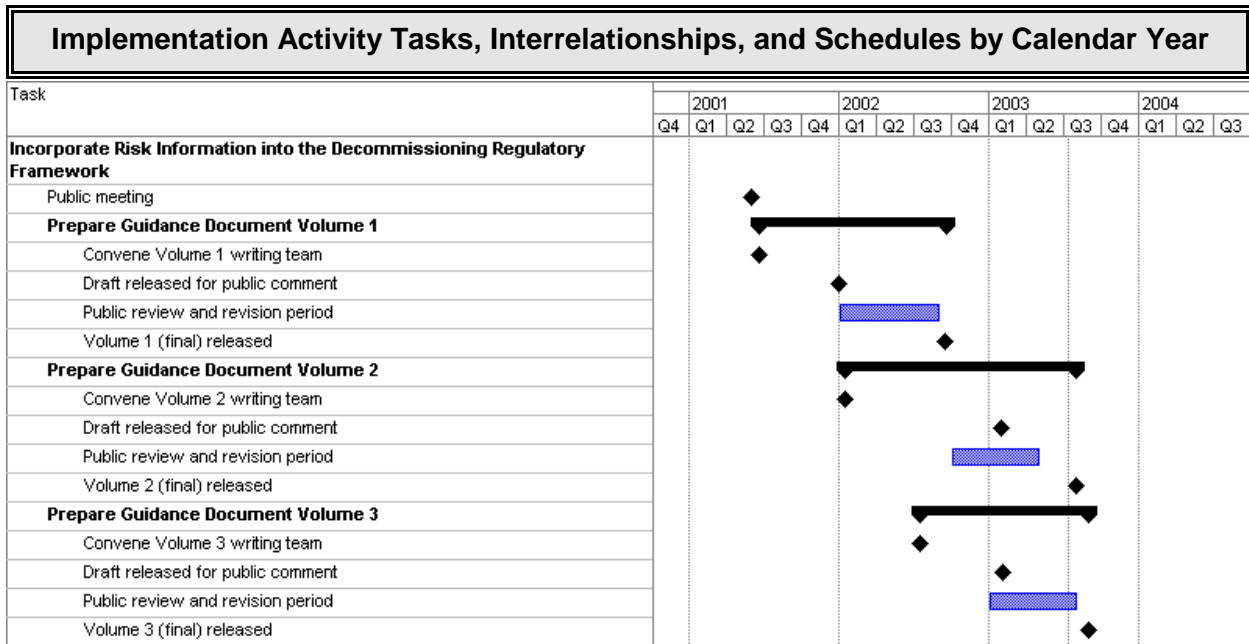 Implementation Activity Tasks, Interrelationships, and Schedules by Calendar Year
Task
2001 2002 2003 2004
Q4 Q1 Q2 Q3 Q4 Q1 Q2 Q3 Q4 Q1 Q2 Q3 Q4 Q1 Q2 Q3
Incorporate Risk Information into the Decommissioning Regulatory
Framework
Public meeting
Prepare Guidance Document Volume 1
Convene Volume 1 writing team
Draft released for public comment
Public review and revision period
Volume 1 (final) released
Prepare Guidance Document Volume 2
Convene Volume 2 writing team
Draft released for public comment
Public review and revision period
Volume 2 (final) released
Prepare Guidance Document Volume 3
Convene Volume 3 writing team
Draft released for public comment
Public review and revision period
Volume 3 (final) released